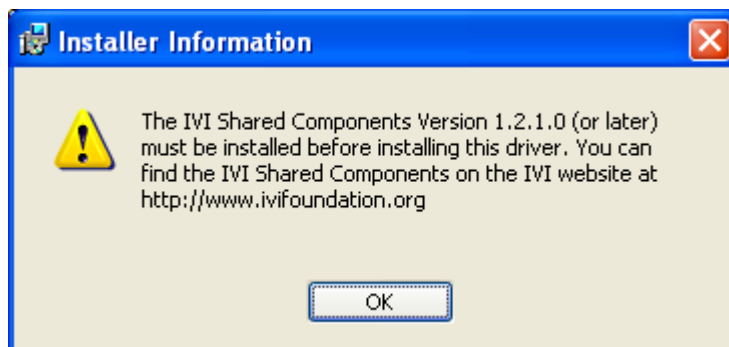 Installer Information
The IVI Shared Components Version 1.2.1.0 (or later)
must be installed before installing this driver. You can
find the IVI Shared Components on the IVI website at
http://www.ivifoundation.org
OK